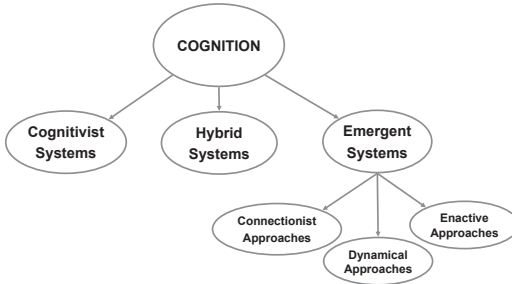 COGNITION
Cognitivist
Systems
Hybrid
Systems
Emergent
Systems
Connectionist
Approaches
Dynamical
Approaches
Enactive
Approaches